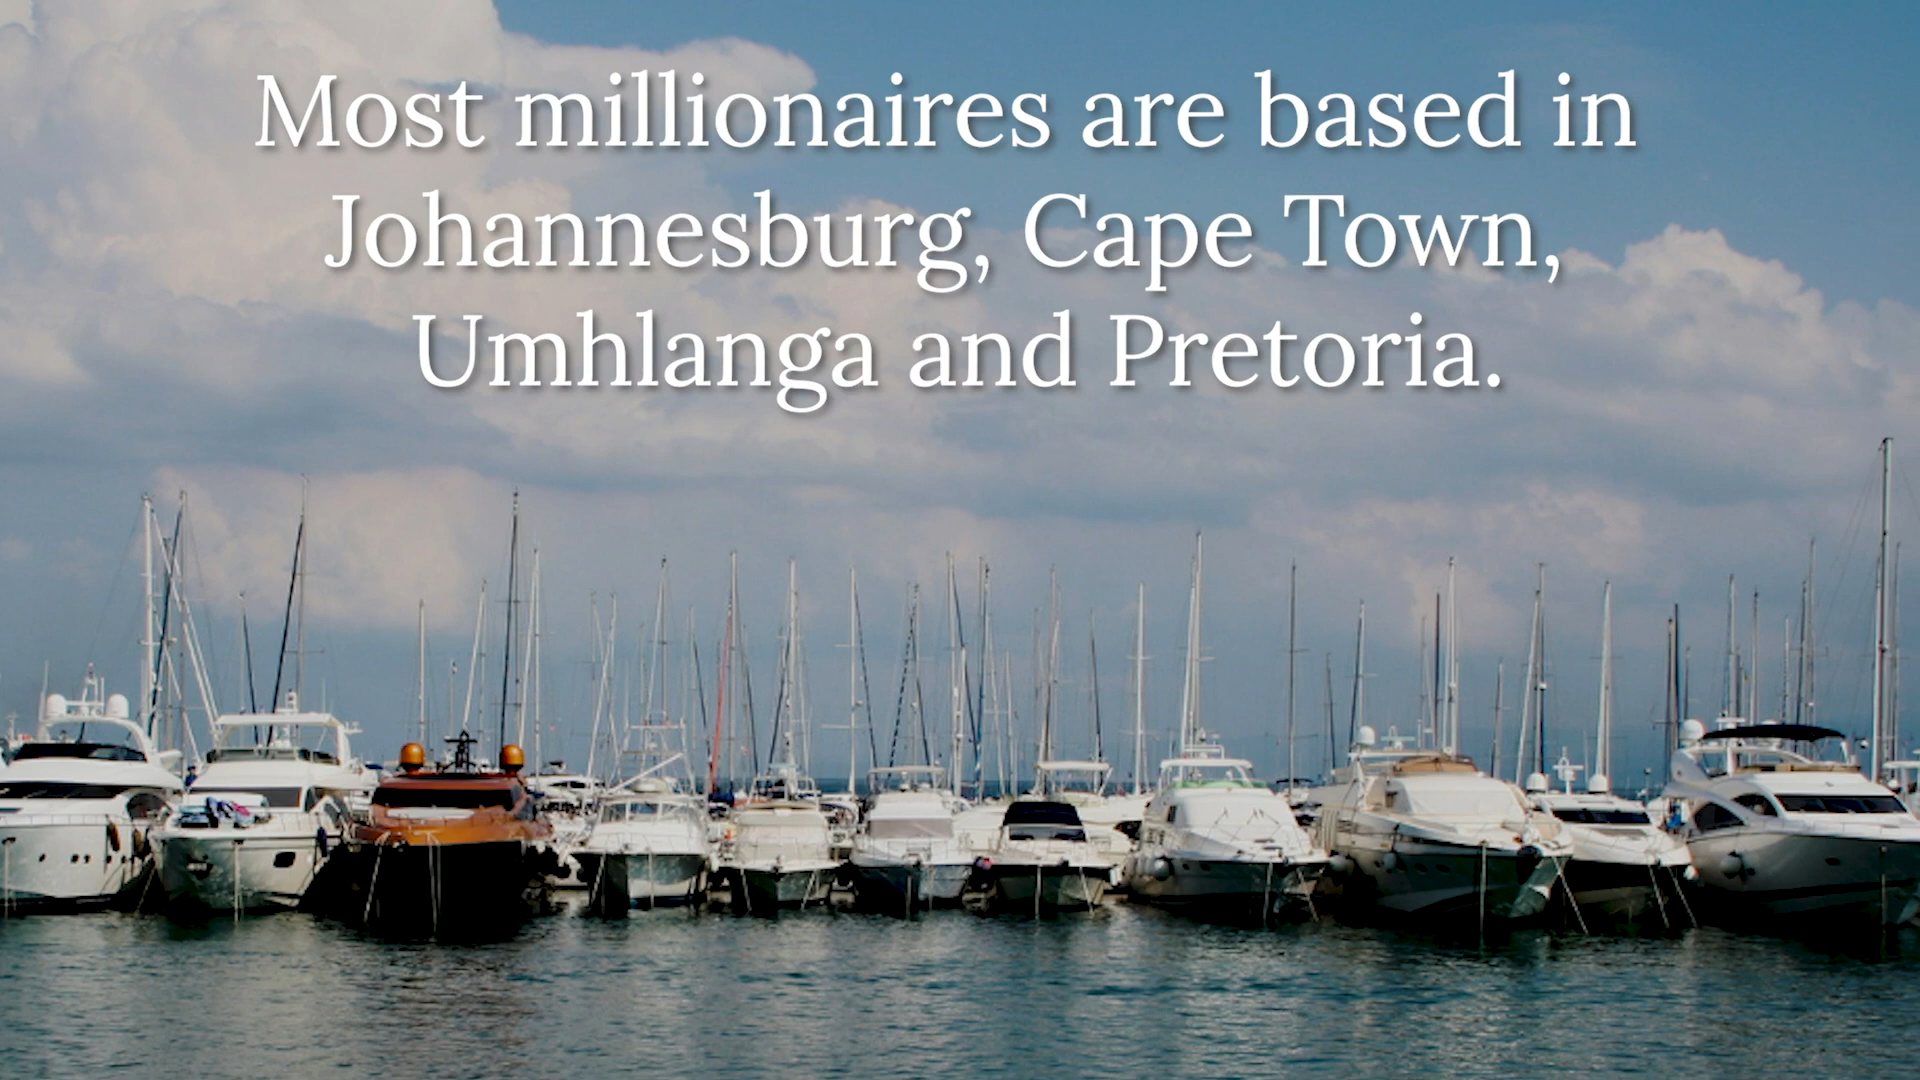 Most millionaires are based in
Johannesburg, Cape Town,
Umhlanga and Pretoria.